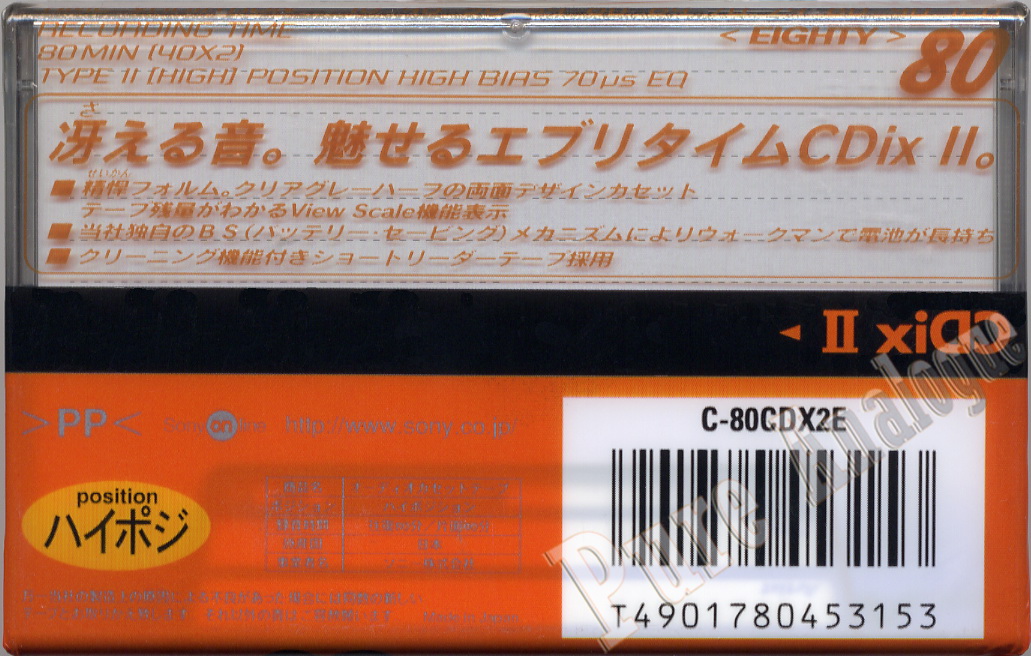 RECORDING TIME
80MIN (40X2)
TYPE II [HIGH] POSITION HIGH BIAS 70μs EQ
< EIGHTY > 80
さ
冴える音。魅せるエブリタイムCDix II。
せいかん
■ 精悍フォルム。クリアグレーハーフの両面デザインカセット
テープ残量がわかるView Scale機能表示
■ 当社独自のBS(バッテリー・セービング)メカニズムによりウォークマンで電池が長持ち
■ クリーニング機能付きショートリーダーテープ採用
CDix II ▶
>PP<
Sony online http://www.sony.co.jp
position
ハイポジ
C-80CDX2E
T4901780453153
Pure Analogue